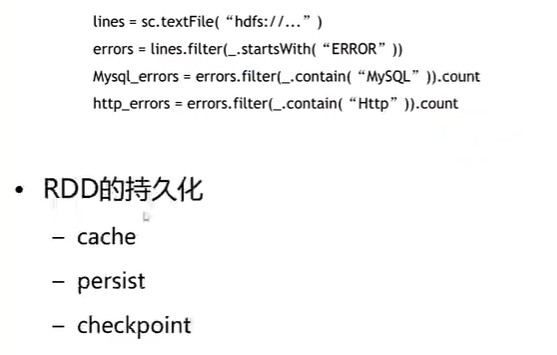 lines = sc.textFile(“hdfs://...”)
errors = lines.filter(_.startsWith(“ERROR”))
Mysql_errors = errors.filter(_.contain(“MySQL”)).count
http_errors = errors.filter(_.contain(“Http”)).count
• RDD的持久化
– cache
– persist
– checkpoint